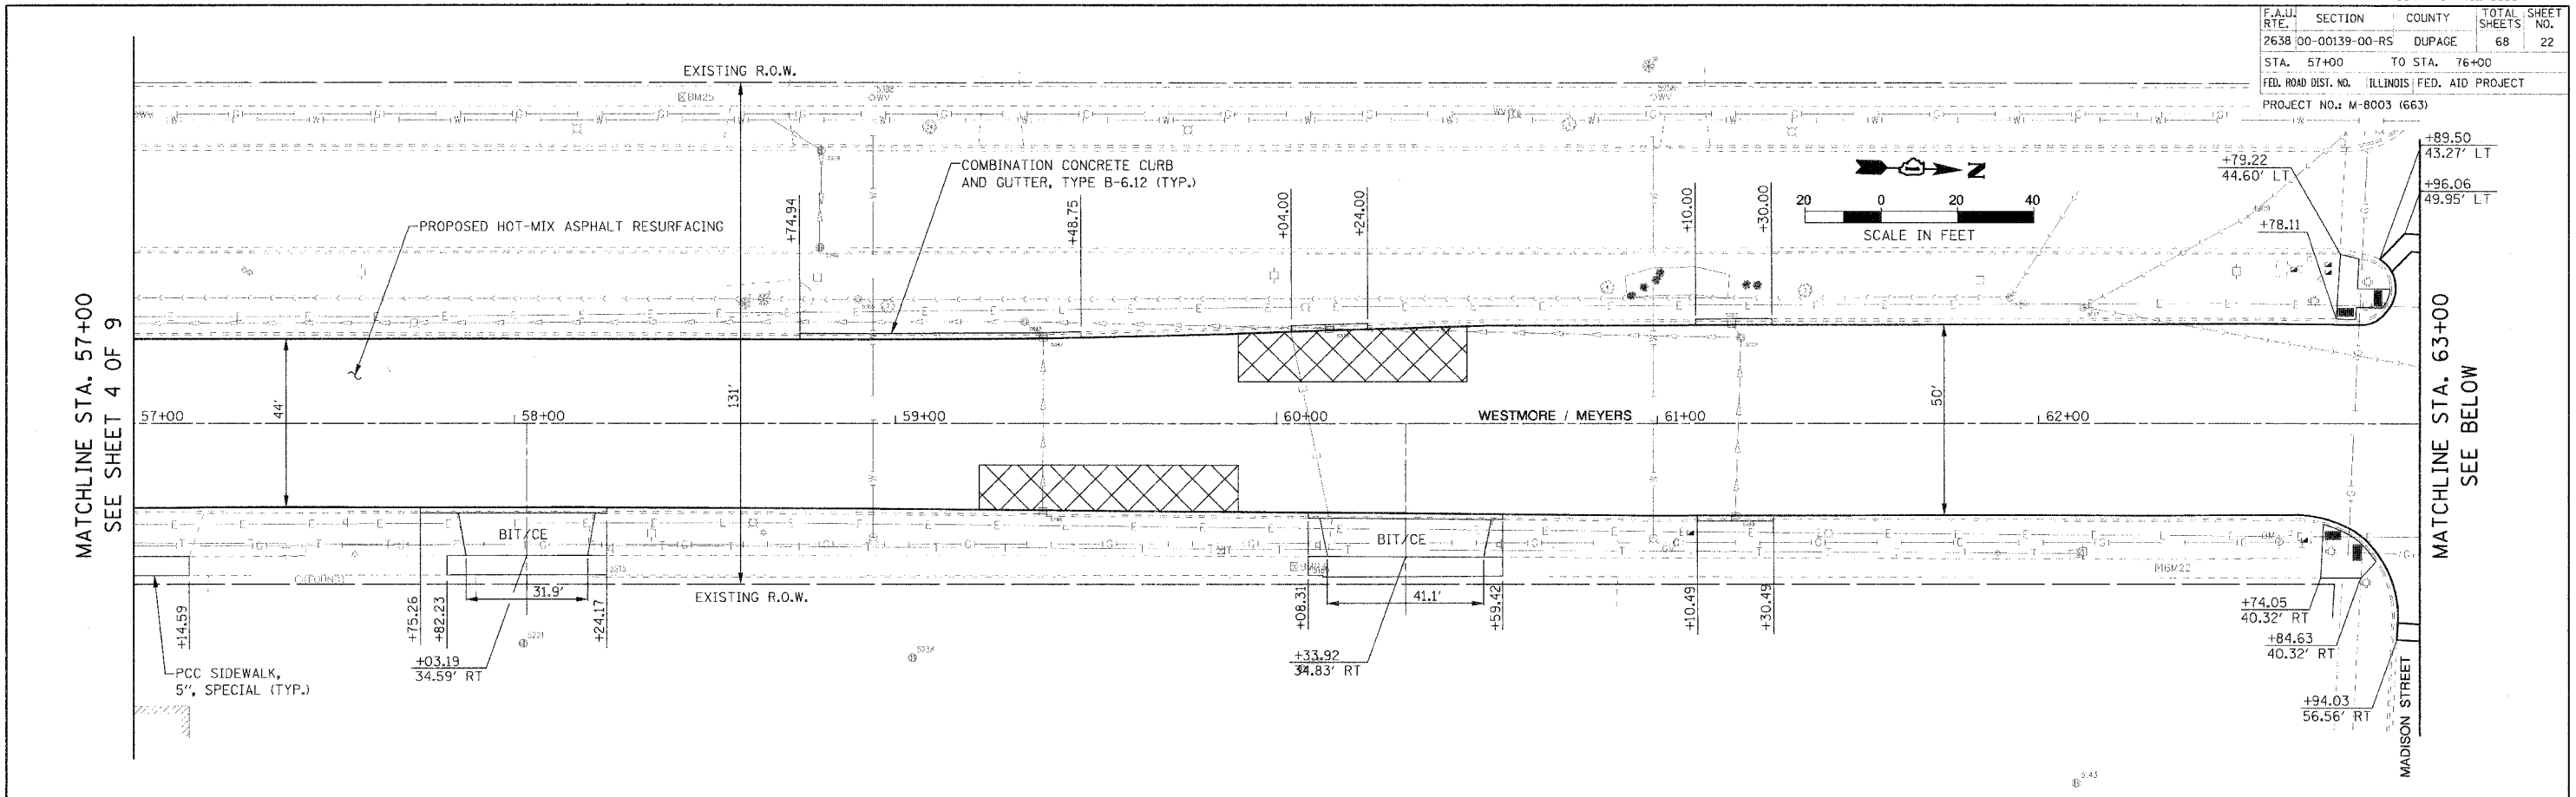 F.A.U. RTE. SECTION COUNTY TOTAL SHEETS SHEET NO.
2638 00-00139-00-RS DUPAGE 68 22
STA. 57+00 TO STA. 76+00
FED. ROAD DIST. NO. ILLINOIS FED. AID PROJECT
PROJECT NO.: M-8003 (663)
EXISTING R.O.W.
BM25
COMBINATION CONCRETE CURB
AND GUTTER, TYPE B-6.12 (TYP.)
PROPOSED HOT-MIX ASPHALT RESURFACING
+74.94
+48.75
+04.00
+24.00
+10.00
+30.00
N
20 0 20 40
SCALE IN FEET
+79.22
44.60' LT
+78.11
+89.50
43.27' LT
+96.06
49.95' LT
MATCHLINE STA. 57+00
SEE SHEET 4 OF 9
44'
131'
50'
57+00
58+00
59+00
60+00
WESTMORE / MEYERS
61+00
62+00
MATCHLINE STA. 63+00
SEE BELOW
BIT/CE
BIT/CE
31.9'
41.1'
EXISTING R.O.W.
+14.59
+75.26
+82.23
+24.17
+08.31
+59.42
+10.49
+30.49
+03.19
34.59' RT
+33.92
34.83' RT
PCC SIDEWALK,
5", SPECIAL (TYP.)
5221
+74.05
40.32' RT
+84.63
40.32' RT
+94.03
56.56' RT
MADISON STREET